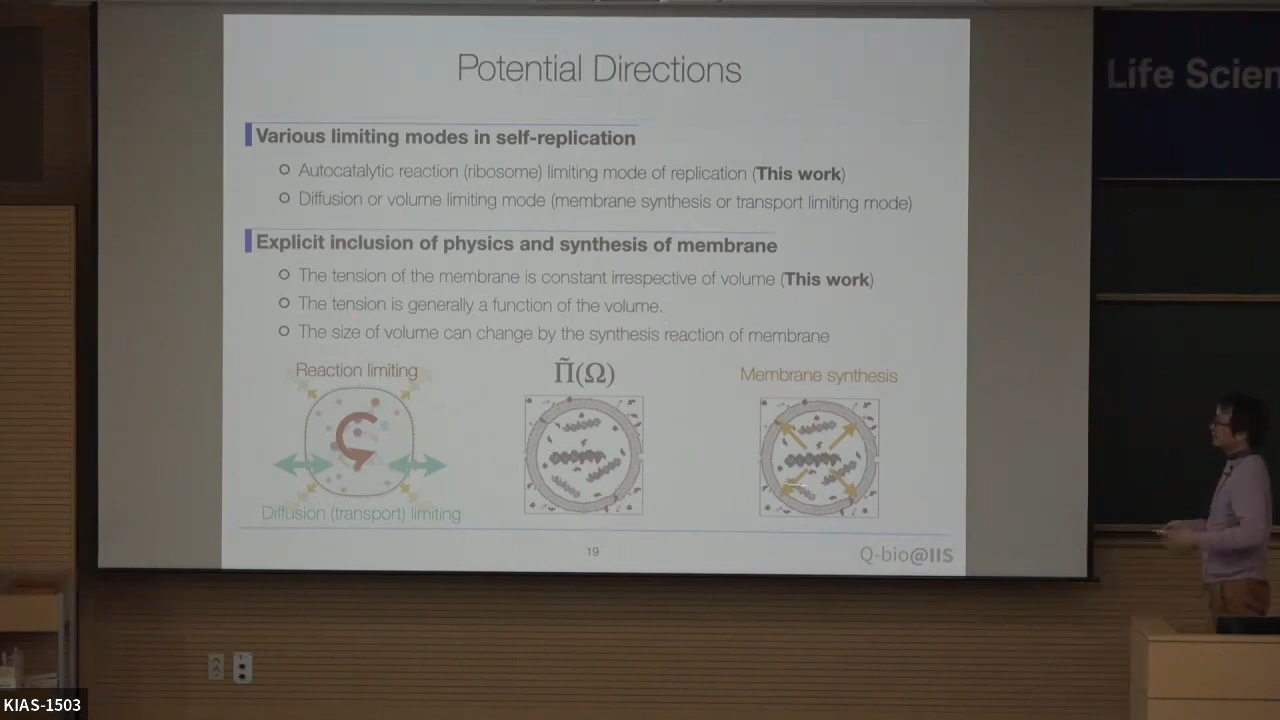 Potential Directions
Life Scien
Various limiting modes in self-replication
Autocatalytic reaction (ribosome) limiting mode of replication (This work)
Diffusion or volume limiting mode (membrane synthesis or transport limiting mode)
Explicit inclusion of physics and synthesis of membrane
The tension of the membrane is constant irrespective of volume (This work)
The tension is generally a function of the volume.
The size of volume can change by the synthesis reaction of membrane
Reaction limiting
Π̃(Ω)
Membrane synthesis
Diffusion (transport) limiting
19
Q-bio@IIS
KIAS-1503